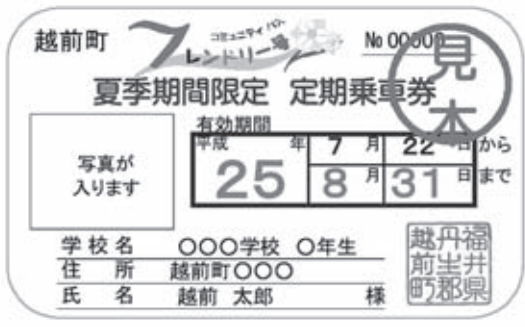 越前町 コミュニティバス No 00000
フレンドリー号
見本
夏季期間限定 定期乗車券
写真が
入ります
有効期間
平成 25 年 7 月 22 日 から
8 月 31 日 まで
学校名 〇〇〇学校 〇年生
住所 越前町〇〇〇
氏名 越前 太郎 様
福井県
丹生郡
越前町